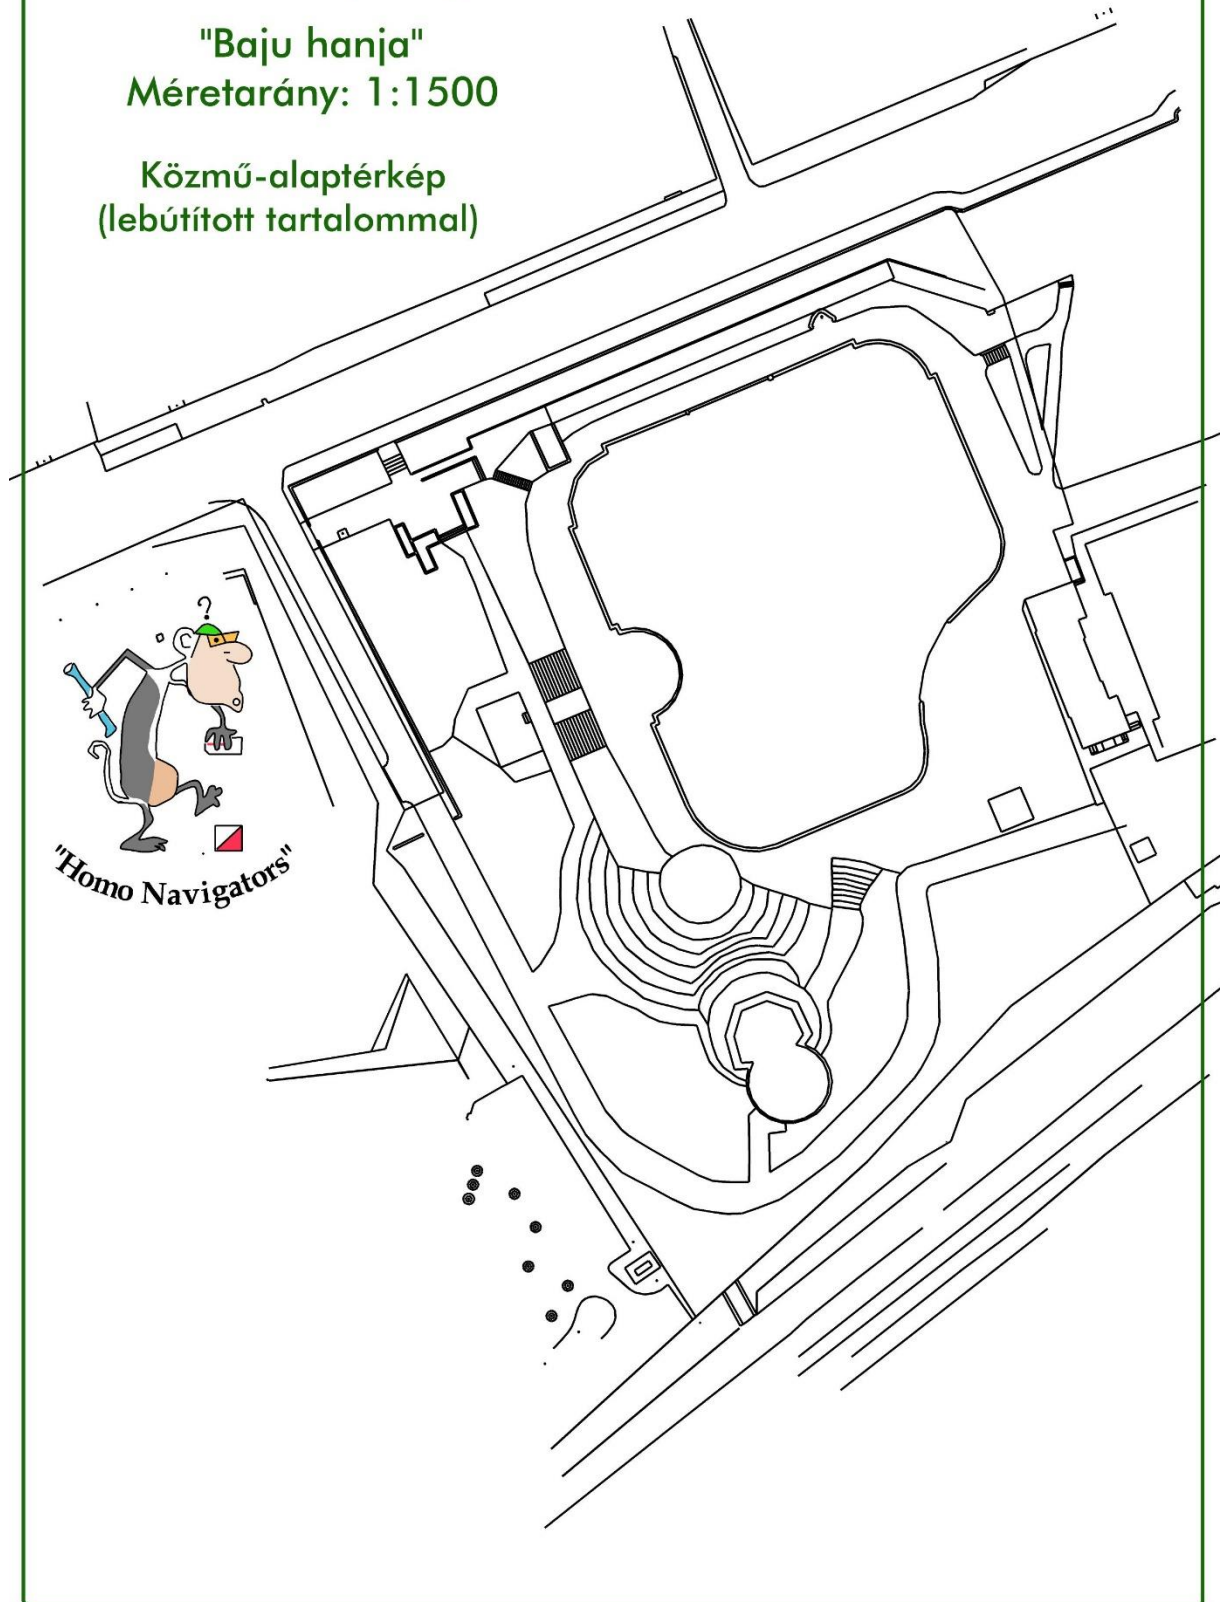 "Baju hanja"
Méretarány: 1:1500
Közmű-alaptérkép
(lebútított tartalommal)
?
"Homo Navigators"